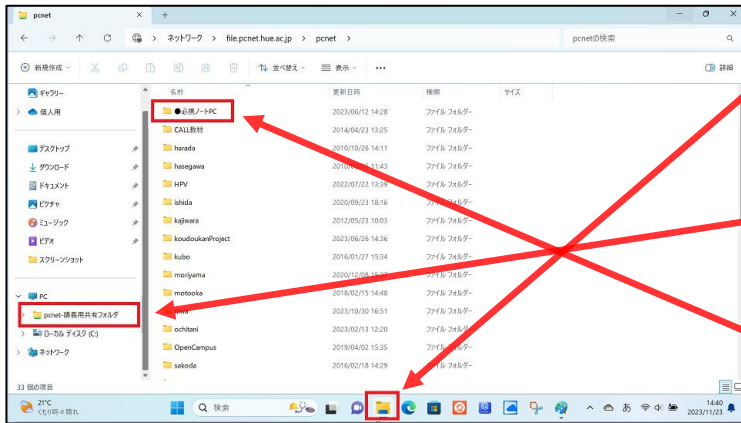 pcnet
ネットワーク > file.pcnet.hue.ac.jp > pcnet >
pcnetの検索
新規作成
並べ替え
表示
詳細
名前 更新日時 種類 サイズ
ギャラリー
個人用
デスクトップ
ダウンロード
ドキュメント
ピクチャ
ミュージック
ビデオ
スクリーンショット
PC
pcnet-講義用共有フォルダ
ローカル ディスク (C:)
ネットワーク
●必携ノートPC 2023/06/12 14:28 ファイル フォルダー
CALL教材 2014/04/23 13:25 ファイル フォルダー
harada 2010/10/26 14:11 ファイル フォルダー
hasegawa 11:43 ファイル フォルダー
HPV 2022/07/22 13:39 ファイル フォルダー
ishida 2020/09/23 18:16 ファイル フォルダー
kajiwara 2012/05/23 10:03 ファイル フォルダー
koudoukanProject 2023/06/26 14:36 ファイル フォルダー
kubo 2016/01/27 15:34 ファイル フォルダー
moriyama ファイル フォルダー
motooka 2018/02/15 14:48 ファイル フォルダー
2023/10/30 16:51 ファイル フォルダー
ochitani 2023/02/13 12:20 ファイル フォルダー
OpenCampus 2019/04/02 15:35 ファイル フォルダー
sakoda 2016/02/18 14:29 ファイル フォルダー
33 個の項目
21°C
くもり時々晴れ
検索
あ
14:40
2023/11/23